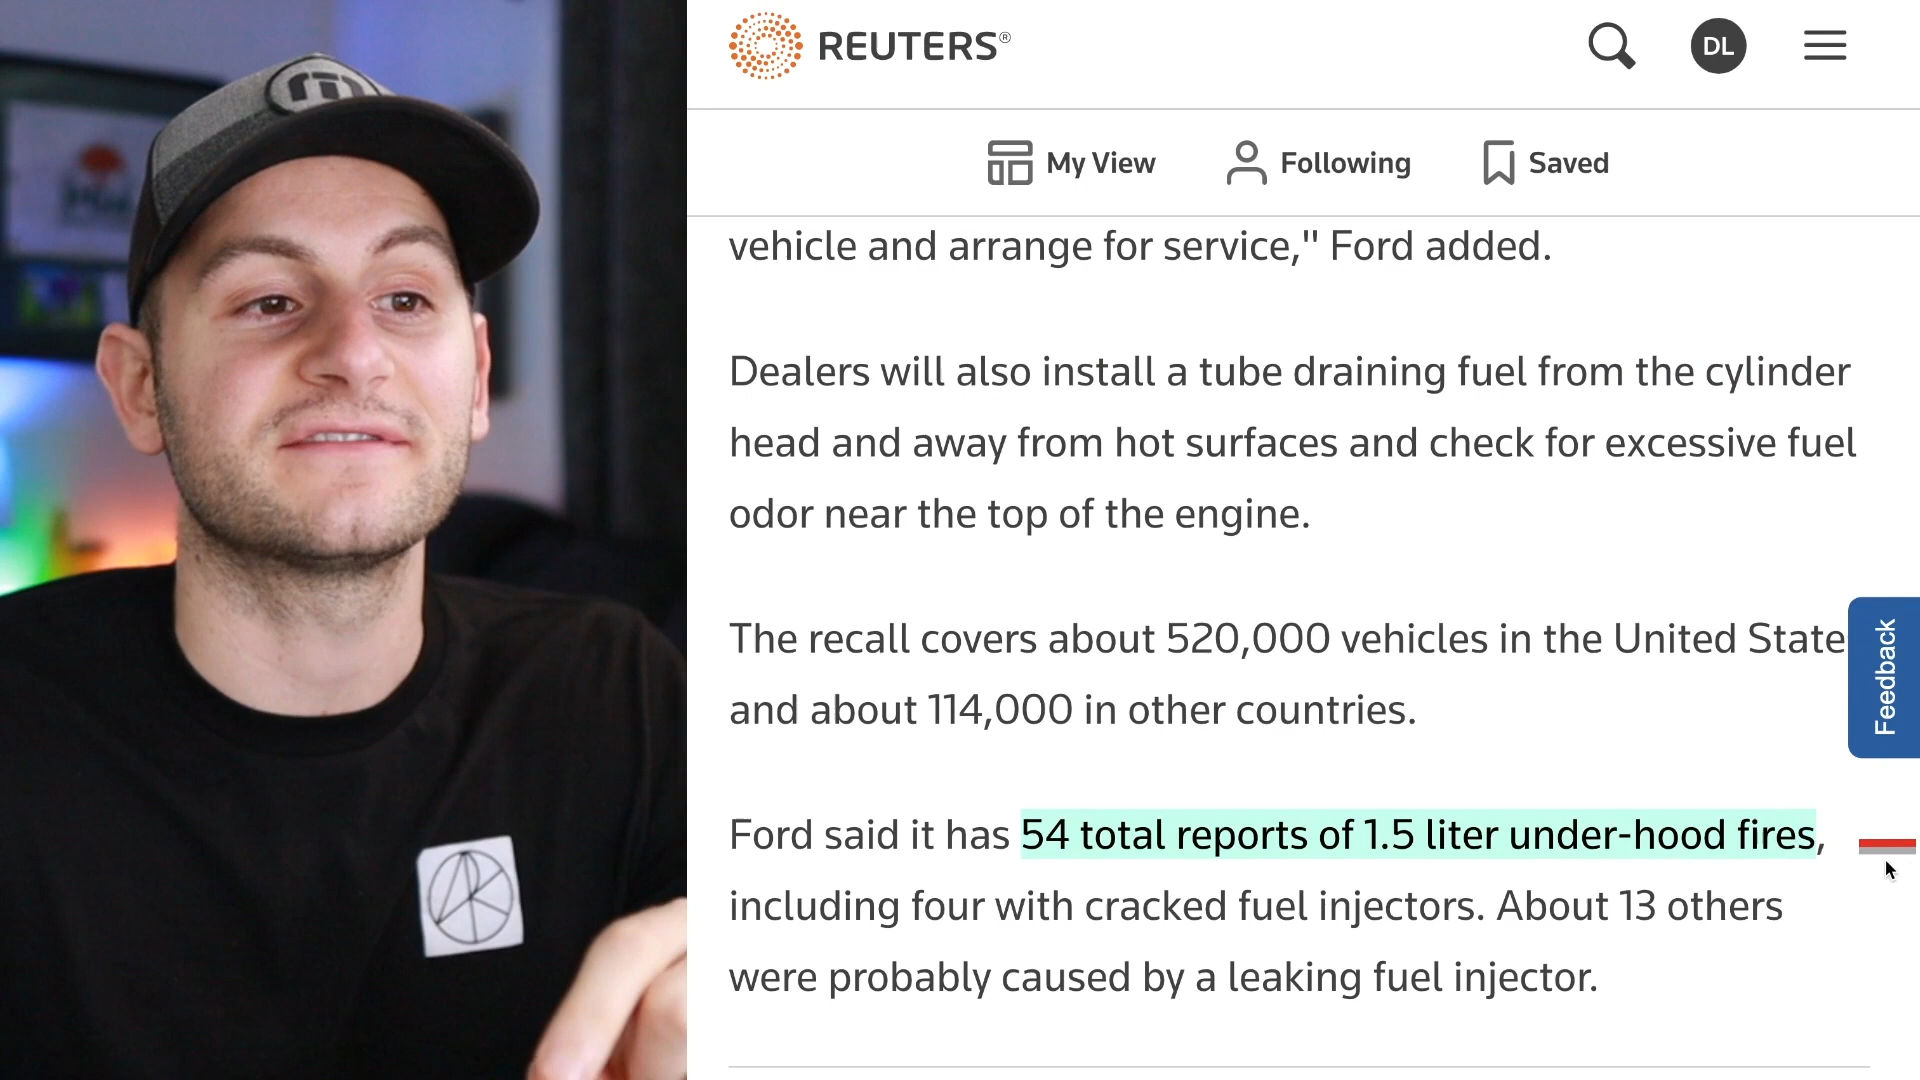 REUTERS®
DL
My View
Following
Saved
vehicle and arrange for service," Ford added.
Dealers will also install a tube draining fuel from the cylinder
head and away from hot surfaces and check for excessive fuel
odor near the top of the engine.
The recall covers about 520,000 vehicles in the United State
and about 114,000 in other countries.
Feedback
Ford said it has 54 total reports of 1.5 liter under-hood fires,
including four with cracked fuel injectors. About 13 others
were probably caused by a leaking fuel injector.